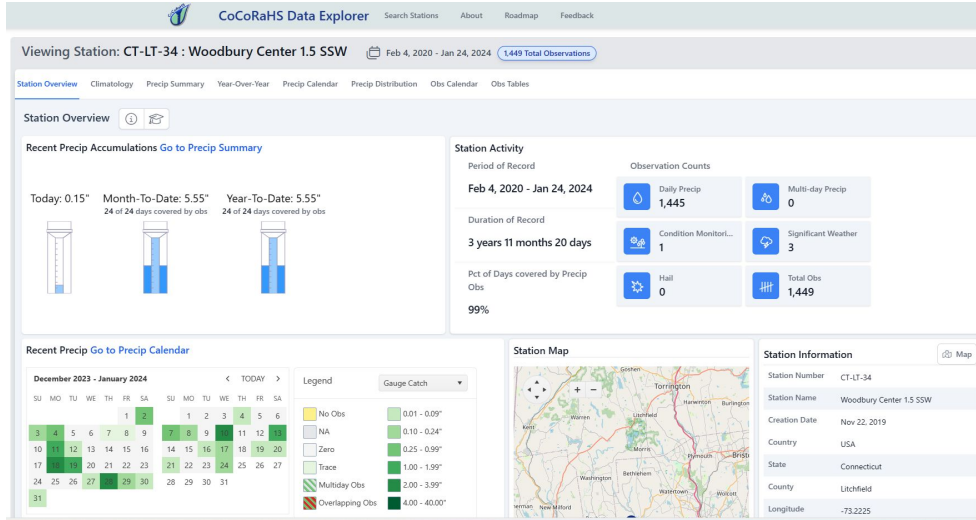 CoCoRaHS Data Explorer Search Stations About Roadmap Feedback
Viewing Station: CT-LT-34 : Woodbury Center 1.5 SSW Feb 4, 2020 - Jan 24, 2024 1,449 Total Observations
Station Overview Climatology Precip Summary Year-Over-Year Precip Calendar Precip Distribution Obs Calendar Obs Tables
Station Overview
Recent Precip Accumulations Go to Precip Summary
Today: 0.15" Month-To-Date: 5.55" Year-To-Date: 5.55"
24 of 24 days covered by obs 24 of 24 days covered by obs
Station Activity
Period of Record
Feb 4, 2020 - Jan 24, 2024
Duration of Record
3 years 11 months 20 days
Pct of Days covered by Precip
Obs
99%
Observation Counts
Daily Precip
1,445
Multi-day Precip
0
Condition Monitori...
1
Significant Weather
3
Hail
0
Total Obs
1,449
Recent Precip Go to Precip Calendar
December 2023 - January 2024 < TODAY >
SU MO TU WE TH FR SA SU MO TU WE TH FR SA
1 2 1 2 3 4 5 6
3 4 5 6 7 8 9 7 8 9 10 11 12 13
10 11 12 13 14 15 16 14 15 16 17 18 19 20
17 18 19 20 21 22 23 21 22 23 24 25 26 27
24 25 26 27 28 29 30 28 29 30 31
31
Legend Gauge Catch
No Obs 0.01 - 0.09"
NA 0.10 - 0.24"
Zero 0.25 - 0.99"
Trace 1.00 - 1.99"
Multiday Obs 2.00 - 3.99"
Overlapping Obs 4.00 - 40.00"
Station Map
+ −
Goshen
Torrington
Harwinton Burlington
Litchfield
Warren
Kent
Morris
Plymouth Brist
Bethlehem
Washington
Watertown Wolcott
erman New Milford
Station Information Map
Station Number CT-LT-34
Station Name Woodbury Center 1.5 SSW
Creation Date Nov 22, 2019
Country USA
State Connecticut
County Litchfield
Longitude -73.2225